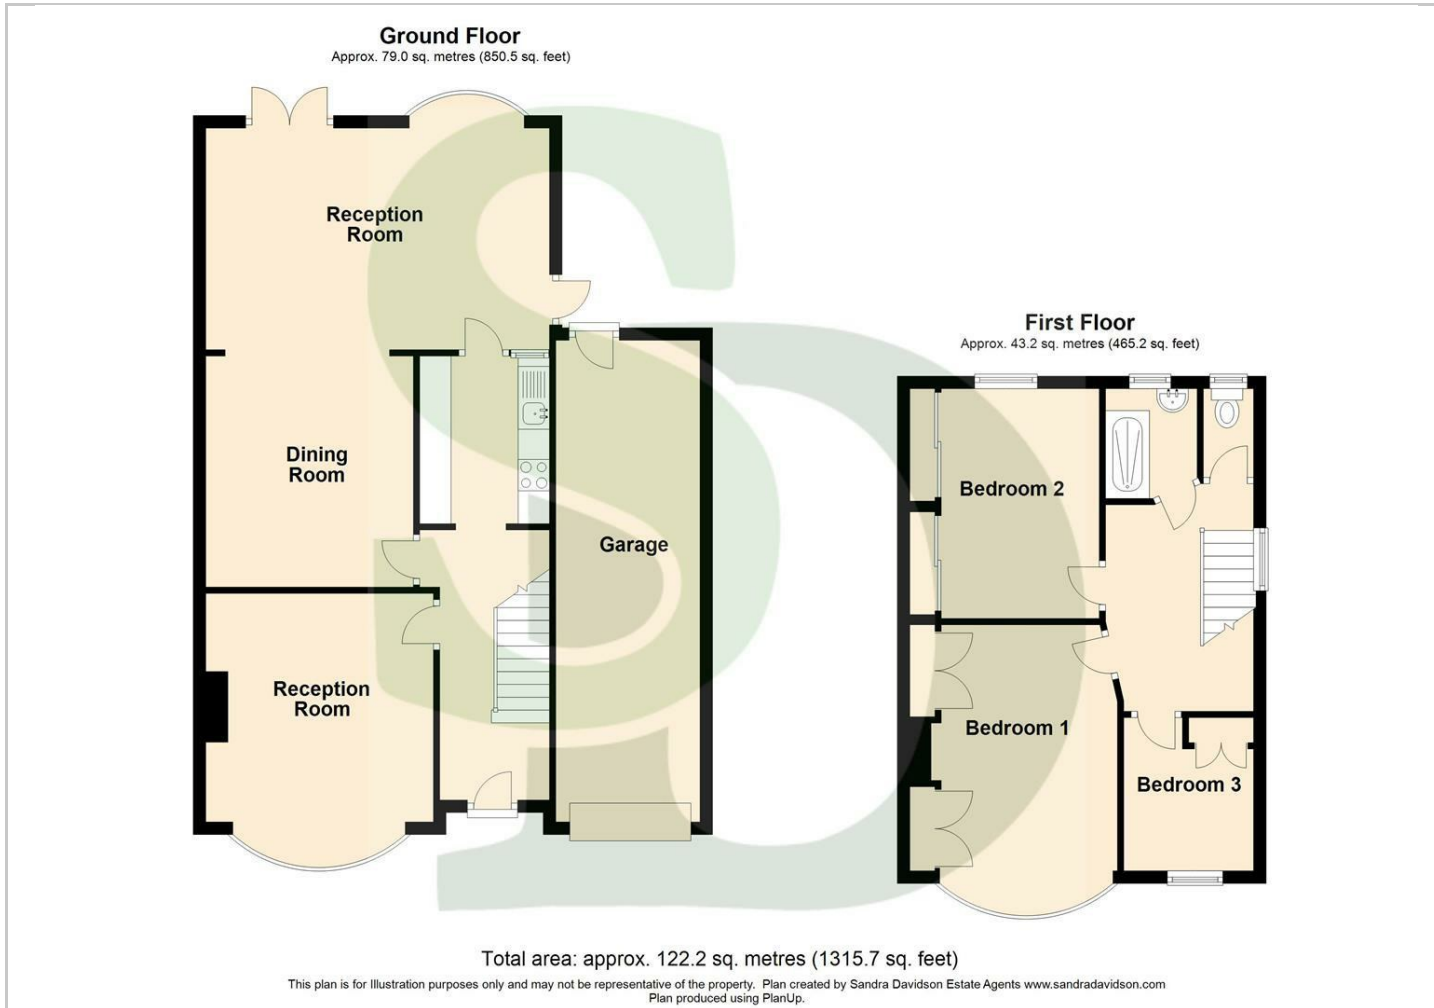 Ground Floor
Approx. 79.0 sq. metres (850.5 sq. feet)
Reception
Room
Dining
Room
Garage
Reception
Room
First Floor
Approx. 43.2 sq. metres (465.2 sq. feet)
Bedroom 2
Bedroom 1
Bedroom 3
Total area: approx. 122.2 sq. metres (1315.7 sq. feet)
This plan is for Illustration purposes only and may not be representative of the property. Plan created by Sandra Davidson Estate Agents www.sandradavidson.com
Plan produced using PlanUp.
SD